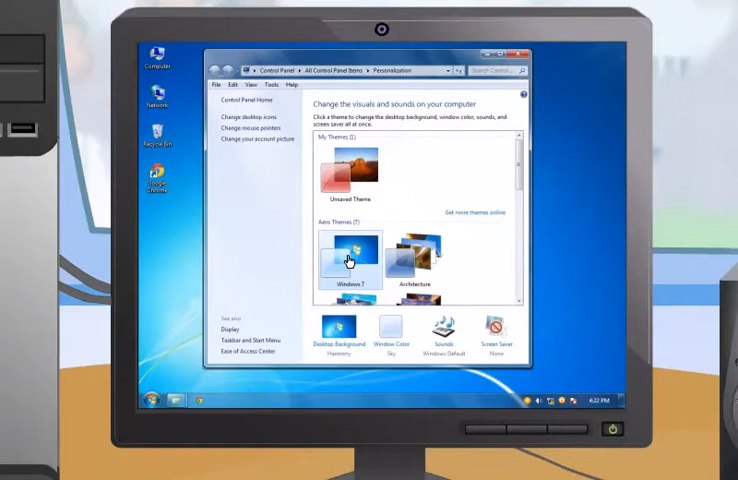 Computer
Network
Recycle Bin
Google
Chrome
Control Panel
All Control Panel Items
Personalization
Search Control...
File Edit View Tools Help
Control Panel Home
Change desktop icons
Change mouse pointers
Change your account picture
See also
Display
Taskbar and Start Menu
Ease of Access Center
Change the visuals and sounds on your computer
Click a theme to change the desktop background, window color, sounds, and
screen saver all at once.
My Themes (1)
Unsaved Theme
Get more themes online
Aero Themes (7)
Windows 7
Architecture
Desktop Background
Harmony
Window Color
Sky
Sounds
Windows Default
Screen Saver
None
4:22 PM